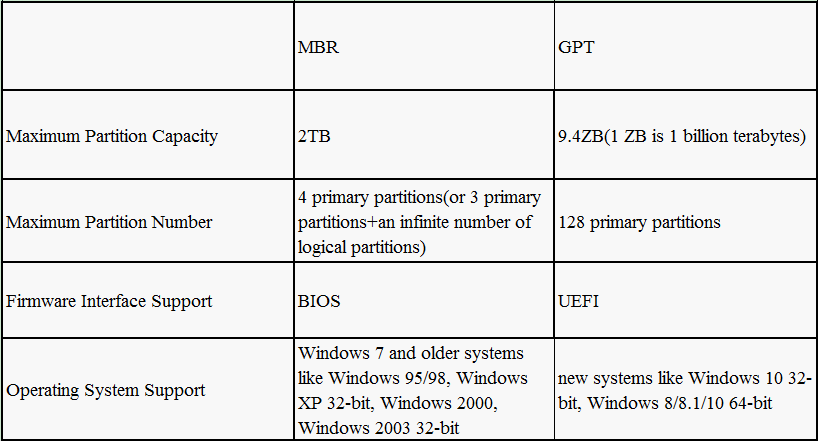 MBR
GPT
Maximum Partition Capacity
2TB
9.4ZB(1 ZB is 1 billion terabytes)
Maximum Partition Number
4 primary partitions(or 3 primary
partitions+an infinite number of
logical partitions)
128 primary partitions
Firmware Interface Support
BIOS
UEFI
Operating System Support
Windows 7 and older systems
like Windows 95/98, Windows
XP 32-bit, Windows 2000,
Windows 2003 32-bit
new systems like Windows 10 32-
bit, Windows 8/8.1/10 64-bit